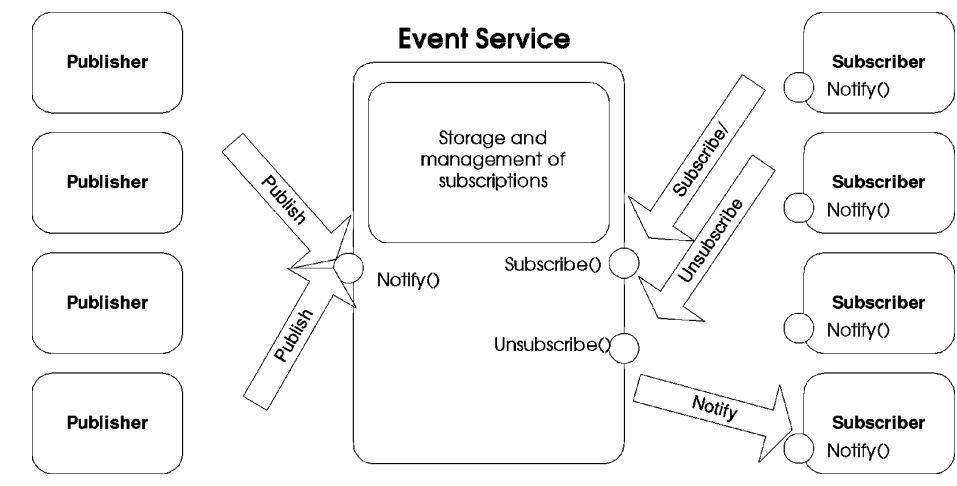 Event Service
Publisher
Publisher
Publisher
Publisher
Publish
Publish
Storage and
management of
subscriptions
Notify()
Subscribe()
Unsubscribe()
Subscribe/
Unsubscribe
Notify
Subscriber
Notify()
Subscriber
Notify()
Subscriber
Notify()
Subscriber
Notify()